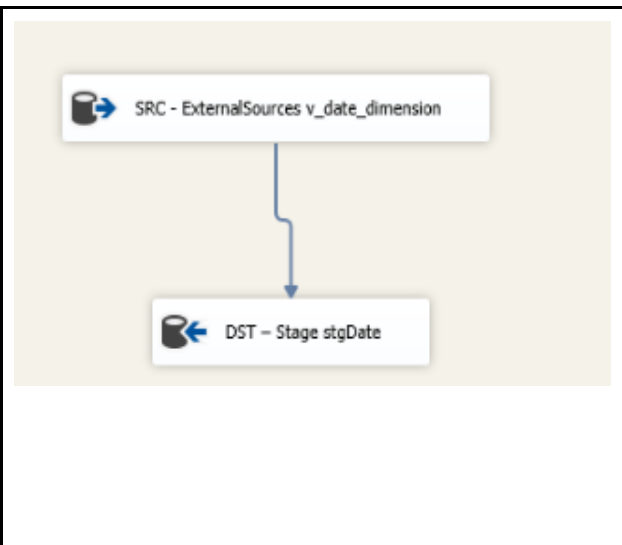 SRC - ExternalSources v_date_dimension
DST – Stage stgDate